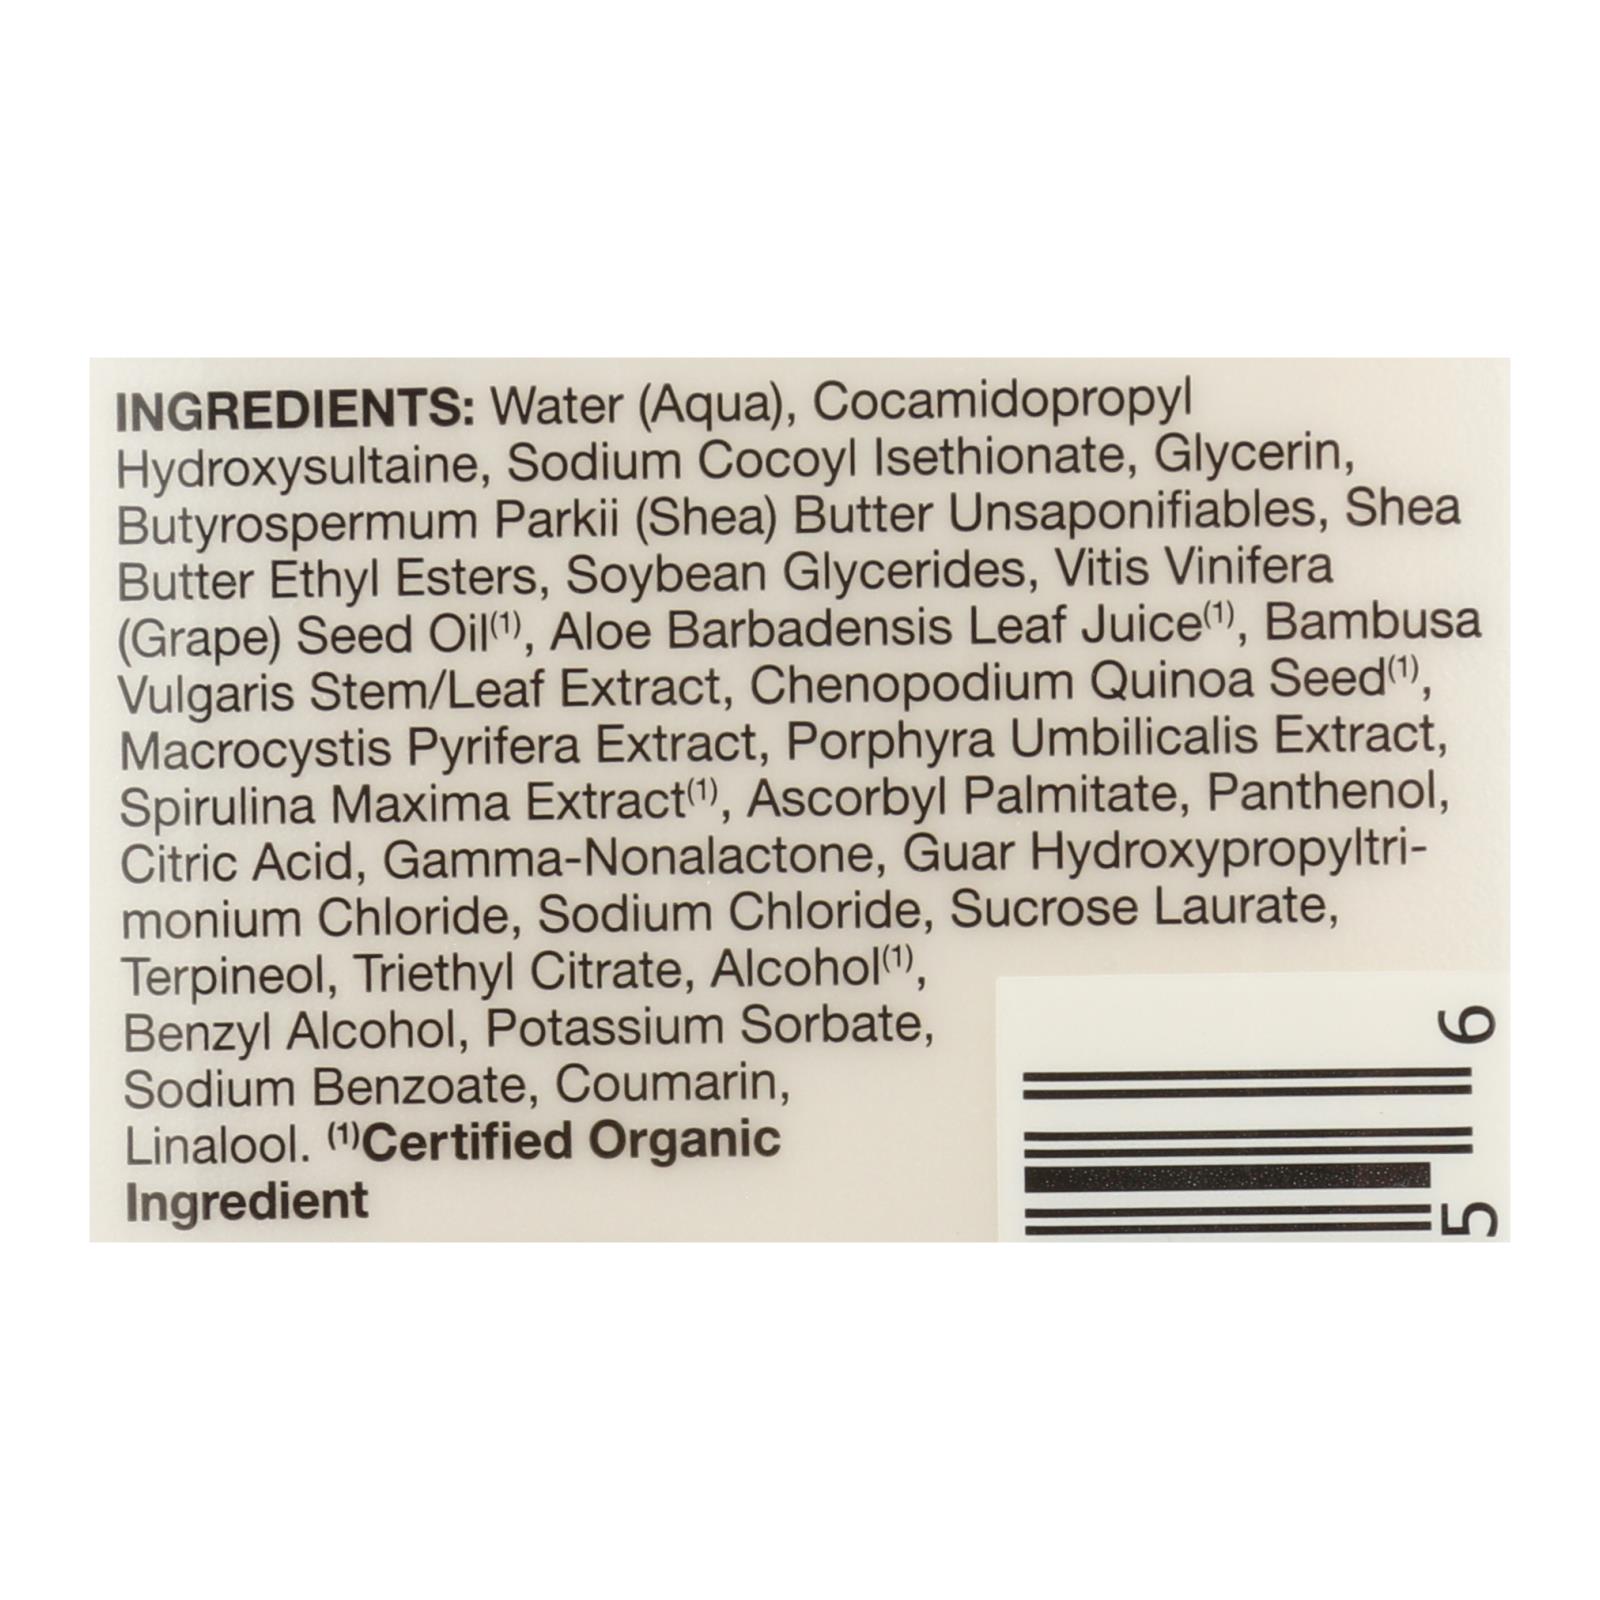 INGREDIENTS: Water (Aqua), Cocamidopropyl
Hydroxysultaine, Sodium Cocoyl Isethionate, Glycerin,
Butyrospermum Parkii (Shea) Butter Unsaponifiables, Shea
Butter Ethyl Esters, Soybean Glycerides, Vitis Vinifera
(Grape) Seed Oil(1), Aloe Barbadensis Leaf Juice(1), Bambusa
Vulgaris Stem/Leaf Extract, Chenopodium Quinoa Seed(1),
Macrocystis Pyrifera Extract, Porphyra Umbilicalis Extract,
Spirulina Maxima Extract(1), Ascorbyl Palmitate, Panthenol,
Citric Acid, Gamma-Nonalactone, Guar Hydroxypropyltri-
monium Chloride, Sodium Chloride, Sucrose Laurate,
Terpineol, Triethyl Citrate, Alcohol(1),
Benzyl Alcohol, Potassium Sorbate,
Sodium Benzoate, Coumarin,
Linalool. (1)Certified Organic
Ingredient
6
5